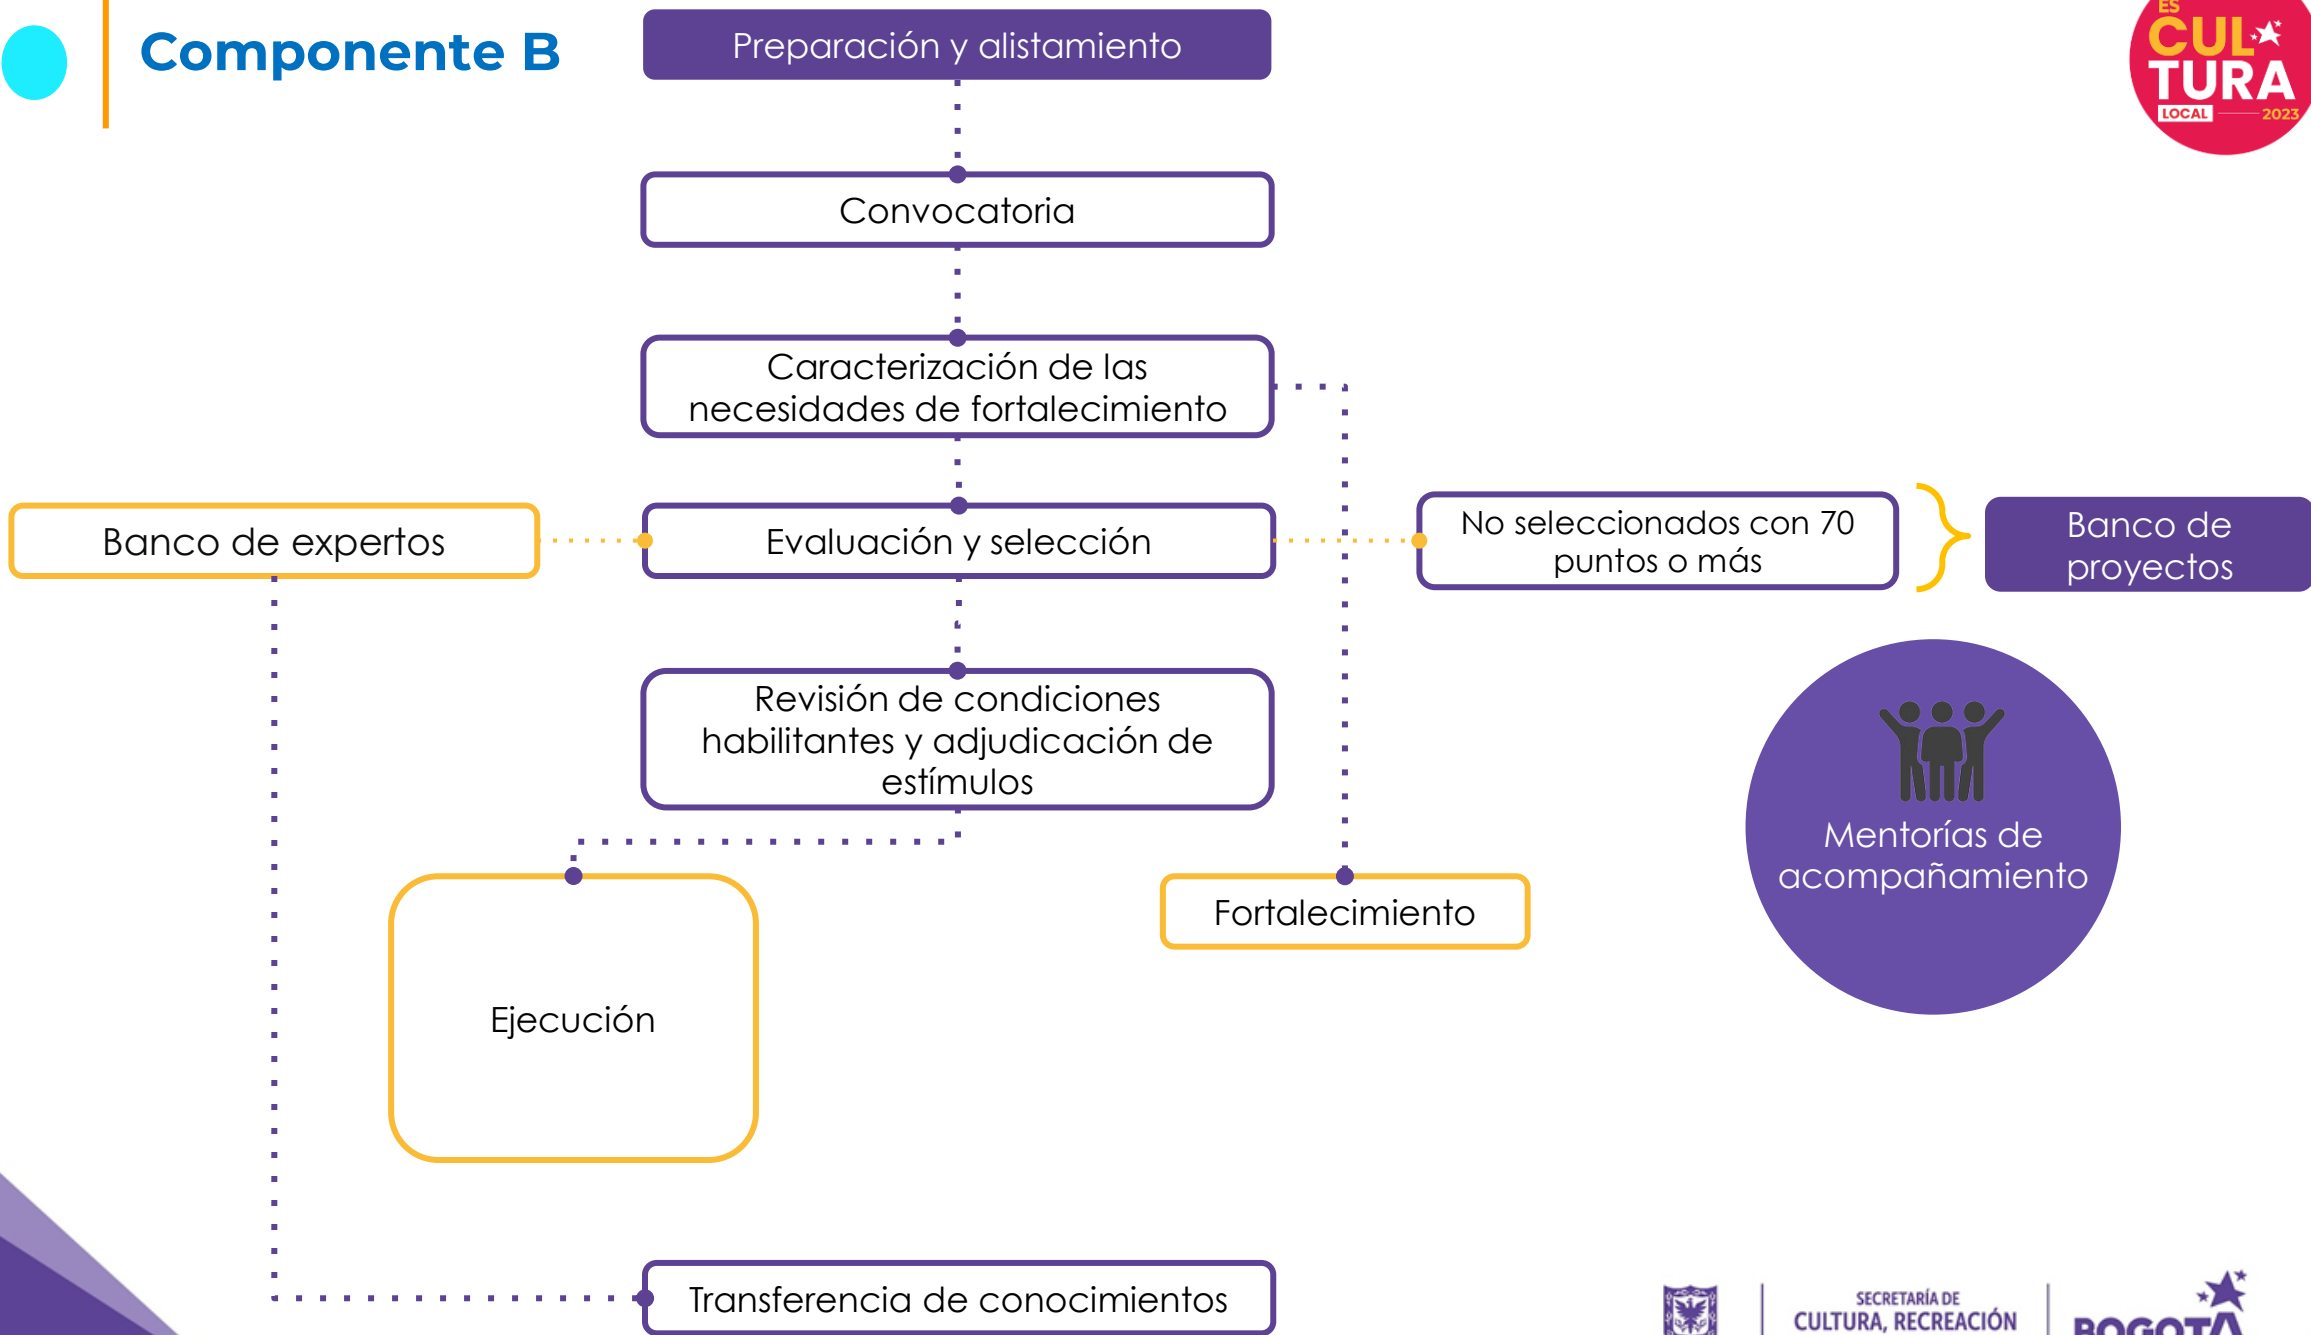 Componente B
Preparación y alistamiento
ES
CUL
TURA
LOCAL
2023
Convocatoria
Caracterización de las
necesidades de fortalecimiento
Banco de expertos
Evaluación y selección
No seleccionados con 70
puntos o más
Banco de
proyectos
Revisión de condiciones
habilitantes y adjudicación de
estímulos
Mentorías de
acompañamiento
Fortalecimiento
Ejecución
Transferencia de conocimientos
SECRETARÍA DE
CULTURA, RECREACIÓN
BOGOTA